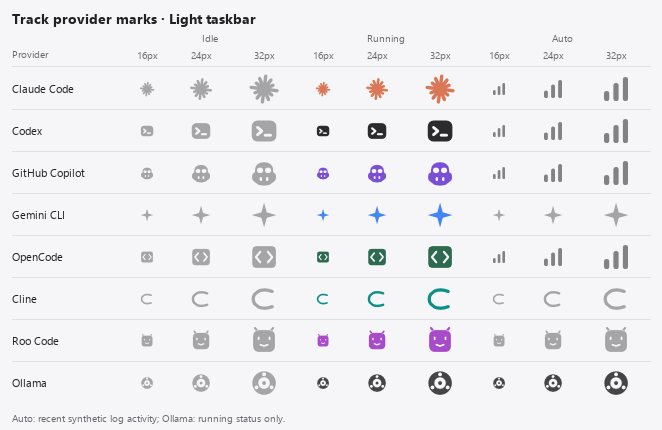 Track provider marks · Light taskbar
Idle Running Auto
Provider 16px 24px 32px 16px 24px 32px 16px 24px 32px
Claude Code
Codex
GitHub Copilot
Gemini CLI
OpenCode
Cline
Roo Code
Ollama
Auto: recent synthetic log activity; Ollama: running status only.